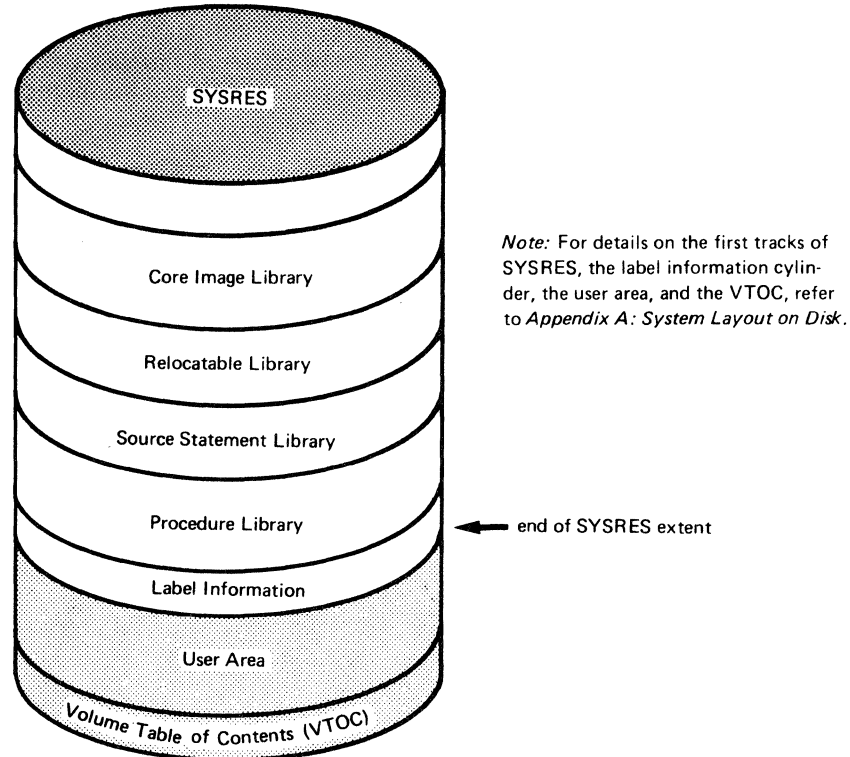 SYSRES
Core Image Library
Relocatable Library
Source Statement Library
Procedure Library
Label Information
User Area
Volume Table of Contents (VTOC)
Note: For details on the first tracks of
SYSRES, the label information cylin-
der, the user area, and the VTOC, refer
to Appendix A: System Layout on Disk.
end of SYSRES extent